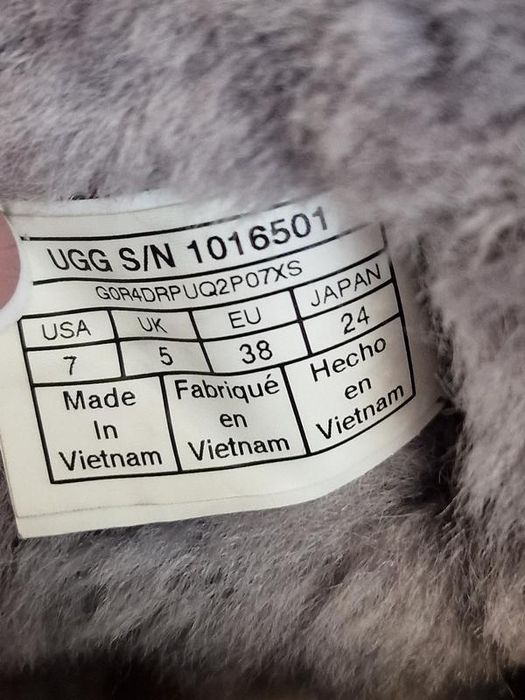 UGG S/N 1016501
G0R4DRPUQ2P07XS
USA UK EU JAPAN
7 5 38 24
Made In Vietnam
Fabriqué en Vietnam
Hecho en Vietnam